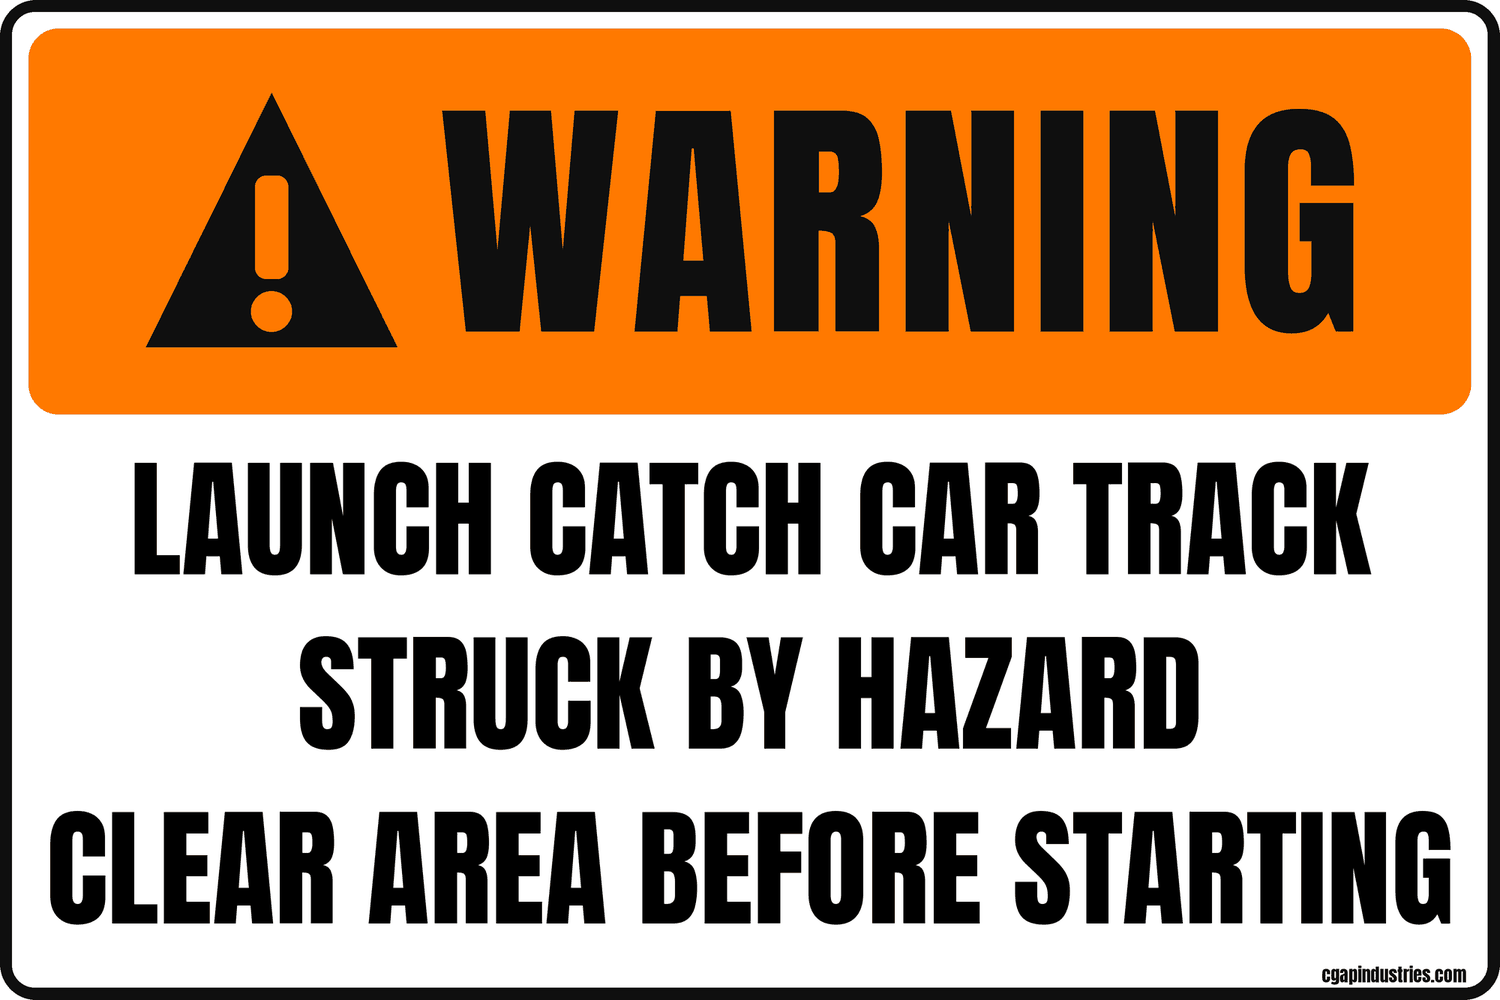 WARNING
LAUNCH CATCH CAR TRACK
STRUCK BY HAZARD
CLEAR AREA BEFORE STARTING
cgapindustries.com